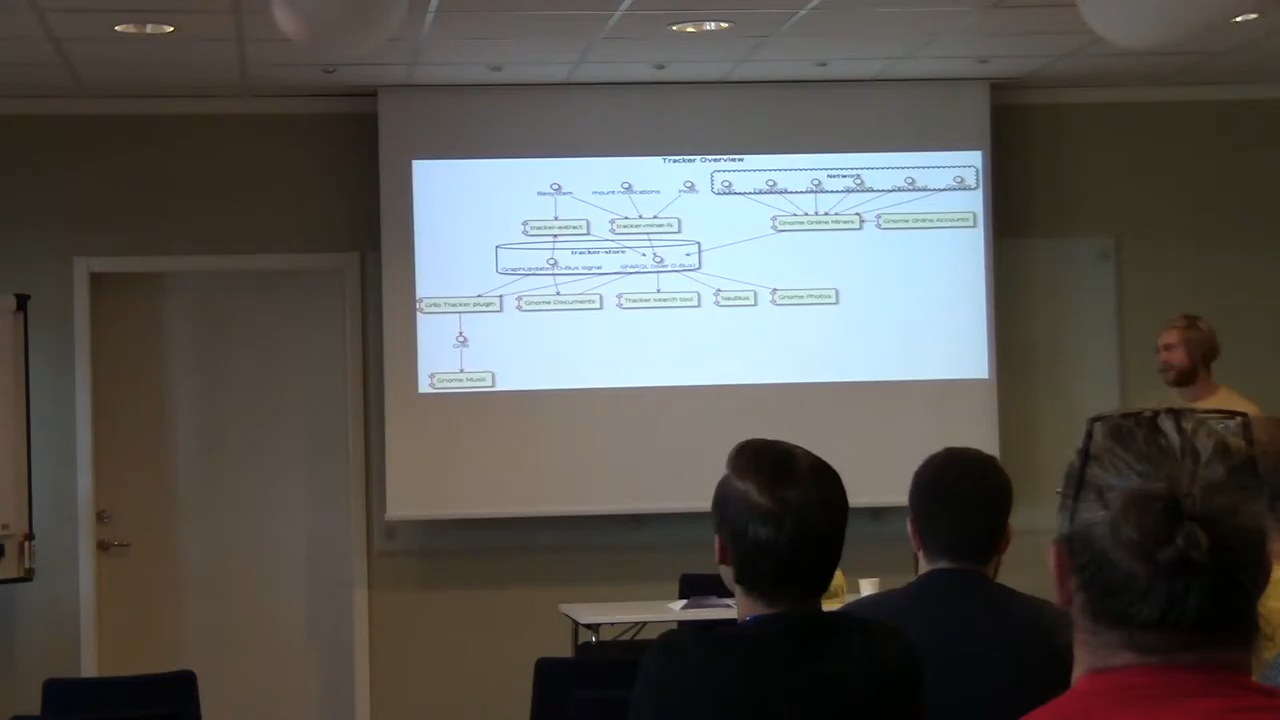 Tracker Overview
Network
filesystem
mount notifications
tracker-extract
tracker-miner-fs
Gnome Online Miners
Gnome Online Accounts
tracker-store
GraphUpdated D-Bus signal
SPARQL (over D-Bus)
Grilo Tracker plugin
Gnome Documents
Tracker search tool
Nautilus
Gnome Photos
Grilo
Gnome Music